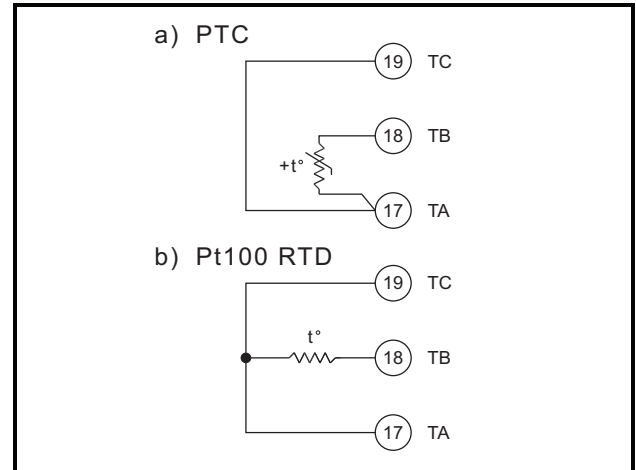 a) PTC
19 TC
18 TB
+t°
17 TA
b) Pt100 RTD
19 TC
t°
18 TB
17 TA